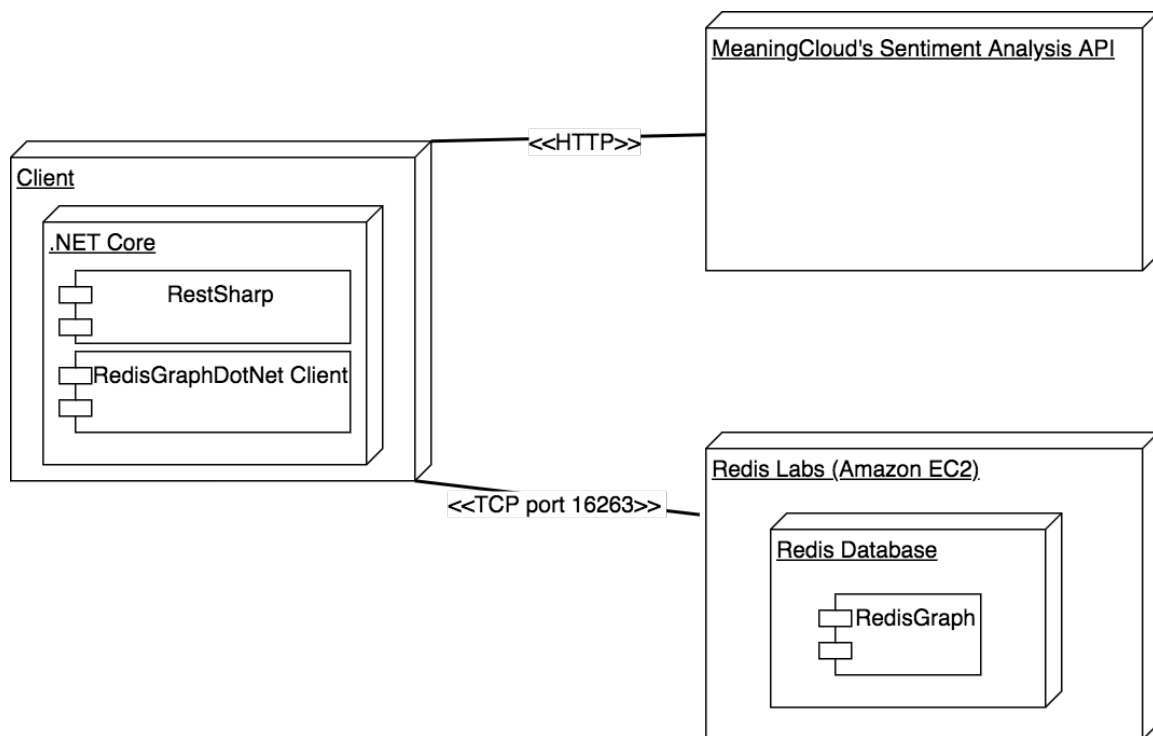 MeaningCloud's Sentiment Analysis API
<<HTTP>>
Client
.NET Core
RestSharp
RedisGraphDotNet Client
<<TCP port 16263>>
Redis Labs (Amazon EC2)
Redis Database
RedisGraph